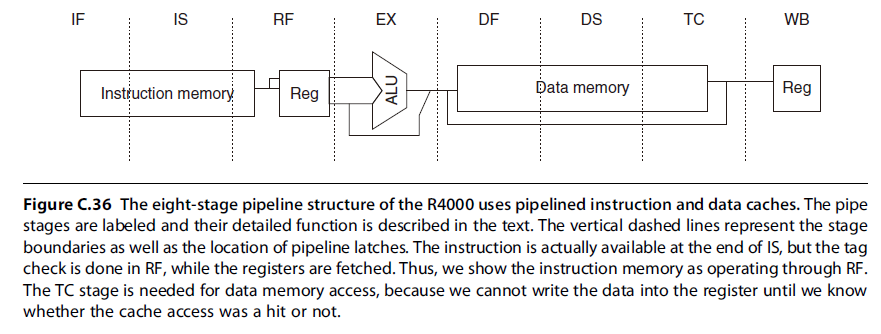 IF IS RF EX DF DS TC WB
Instruction memory Reg ALU Data memory Reg
Figure C.36 The eight-stage pipeline structure of the R4000 uses pipelined instruction and data caches. The pipe
stages are labeled and their detailed function is described in the text. The vertical dashed lines represent the stage
boundaries as well as the location of pipeline latches. The instruction is actually available at the end of IS, but the tag
check is done in RF, while the registers are fetched. Thus, we show the instruction memory as operating through RF.
The TC stage is needed for data memory access, because we cannot write the data into the register until we know
whether the cache access was a hit or not.